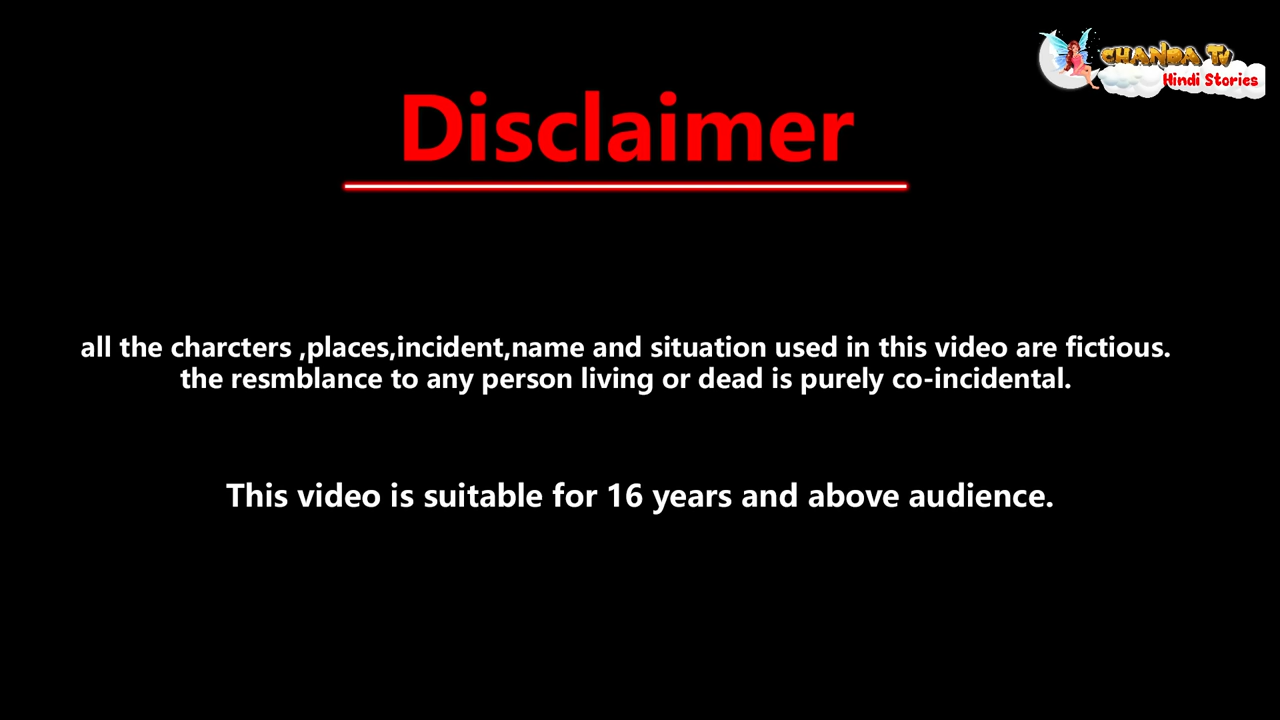 CHANDA Tv
Hindi Stories
Disclaimer
all the charcters ,places,incident,name and situation used in this video are fictious.
the resmblance to any person living or dead is purely co-incidental.
This video is suitable for 16 years and above audience.